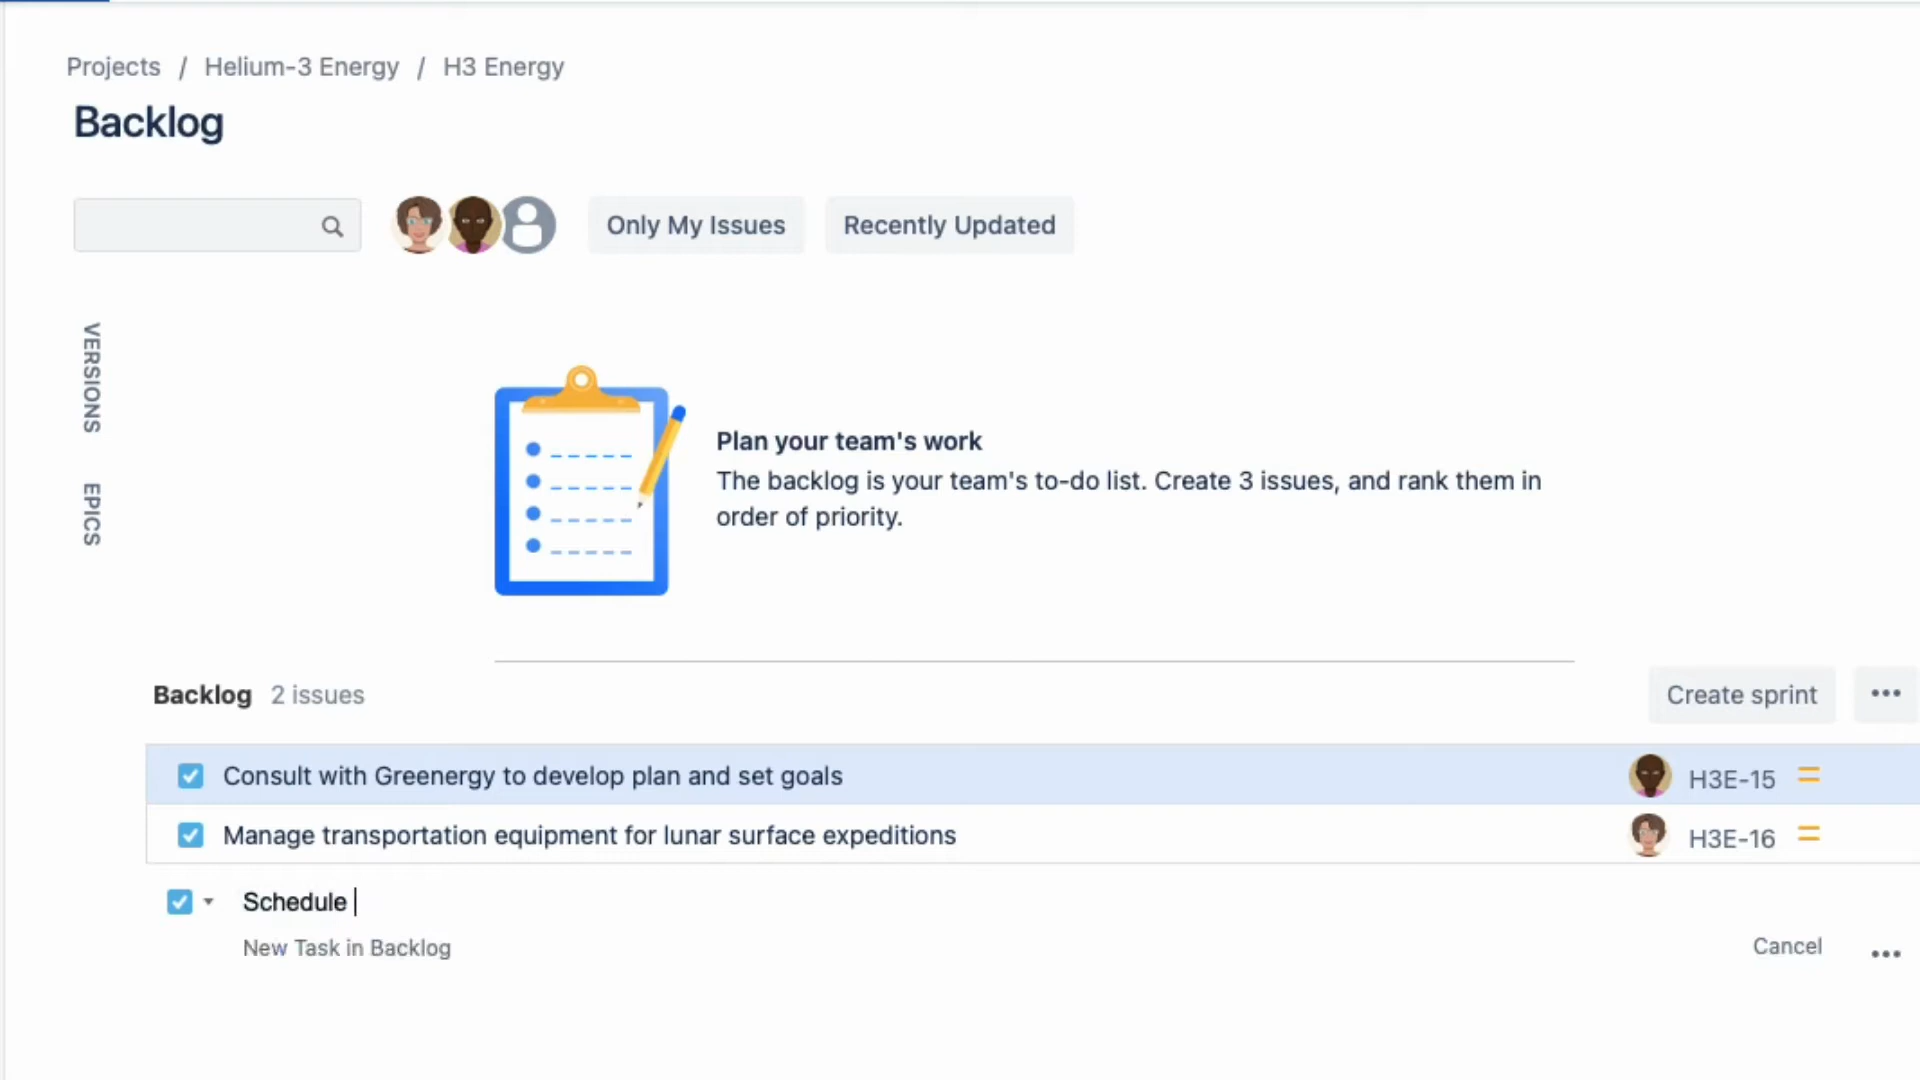 Projects / Helium-3 Energy / H3 Energy
Backlog
Only My Issues
Recently Updated
VERSIONS
EPICS
Plan your team's work
The backlog is your team's to-do list. Create 3 issues, and rank them in
order of priority.
Backlog 2 issues
Create sprint
Consult with Greenergy to develop plan and set goals H3E-15
Manage transportation equipment for lunar surface expeditions H3E-16
Schedule
New Task in Backlog
Cancel